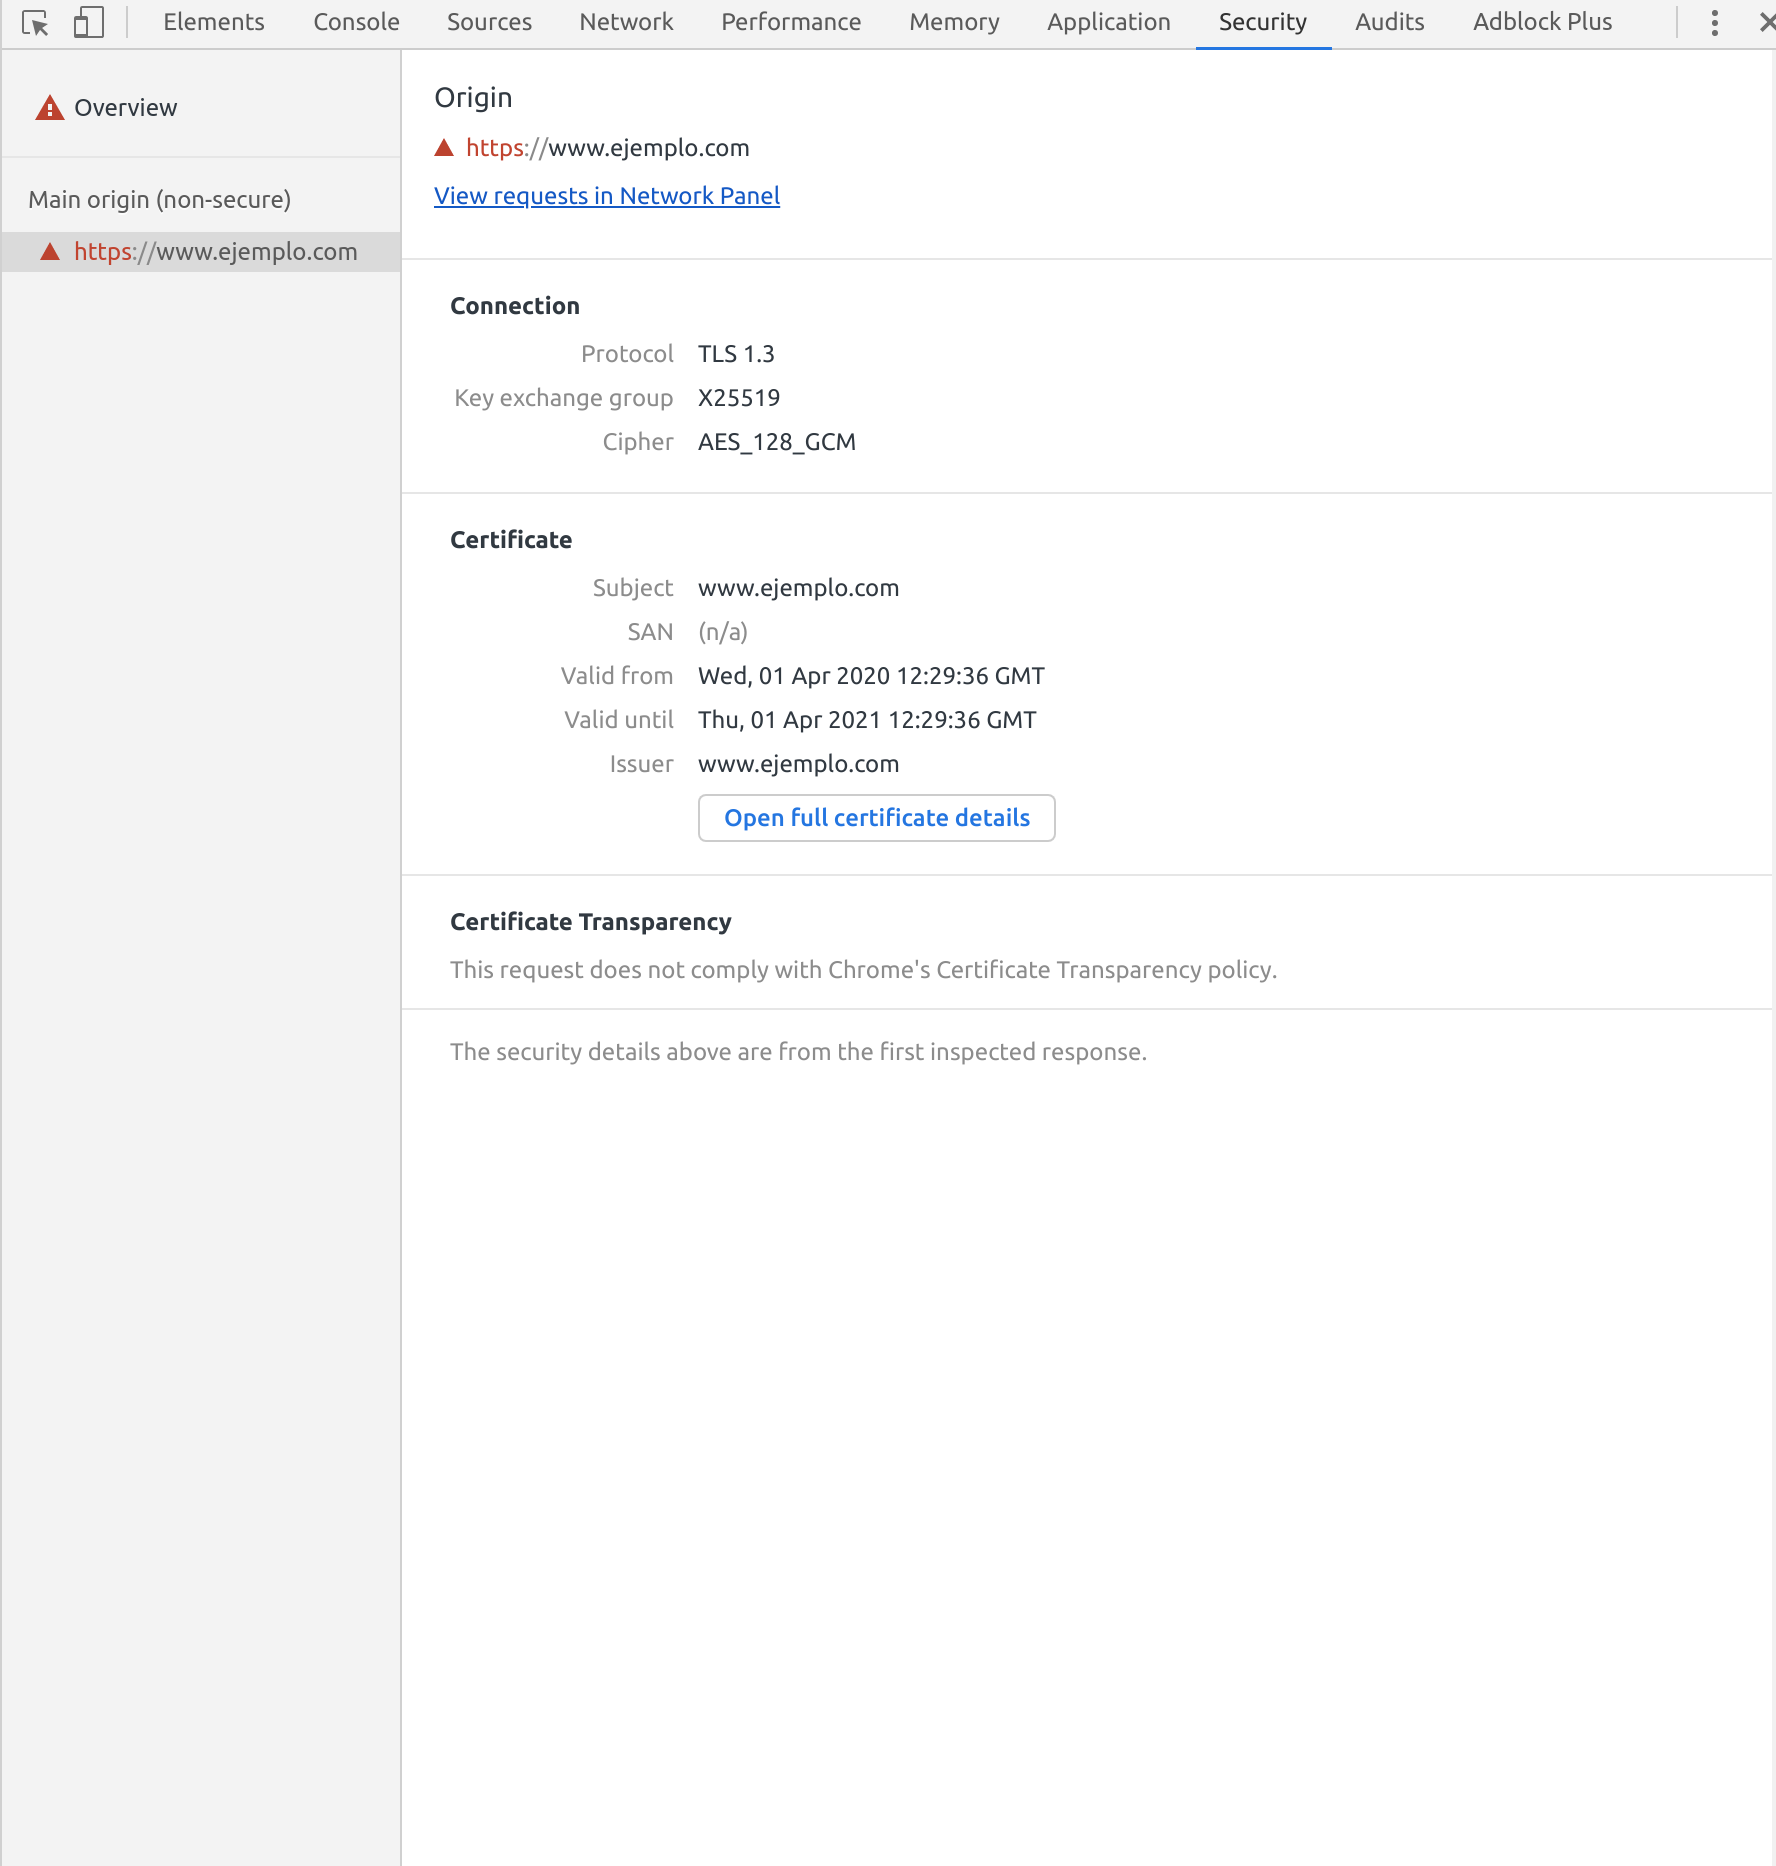 Elements Console Sources Network Performance Memory Application Security Audits Adblock Plus
Overview
Main origin (non-secure)
https://www.ejemplo.com
Origin
https://www.ejemplo.com
View requests in Network Panel
Connection
Protocol TLS 1.3
Key exchange group X25519
Cipher AES_128_GCM
Certificate
Subject www.ejemplo.com
SAN (n/a)
Valid from Wed, 01 Apr 2020 12:29:36 GMT
Valid until Thu, 01 Apr 2021 12:29:36 GMT
Issuer www.ejemplo.com
Open full certificate details
Certificate Transparency
This request does not comply with Chrome's Certificate Transparency policy.
The security details above are from the first inspected response.